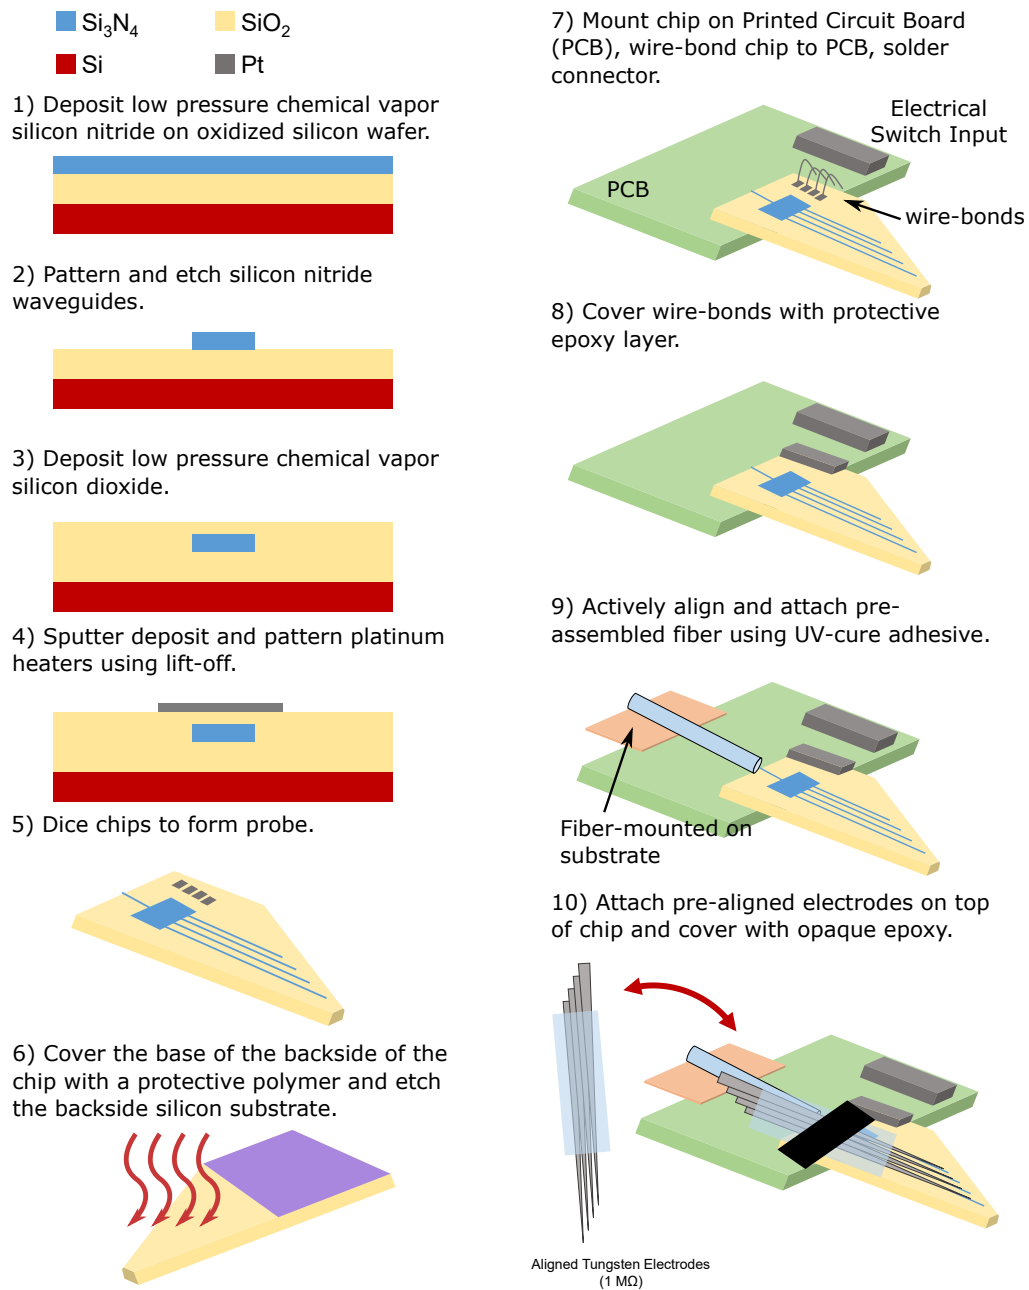 Si₃N₄ SiO₂
Si Pt
1) Deposit low pressure chemical vapor
silicon nitride on oxidized silicon wafer.
2) Pattern and etch silicon nitride
waveguides.
3) Deposit low pressure chemical vapor
silicon dioxide.
4) Sputter deposit and pattern platinum
heaters using lift-off.
5) Dice chips to form probe.
6) Cover the base of the backside of the
chip with a protective polymer and etch
the backside silicon substrate.
7) Mount chip on Printed Circuit Board
(PCB), wire-bond chip to PCB, solder
connector.
Electrical
Switch Input
PCB
wire-bonds
8) Cover wire-bonds with protective
epoxy layer.
9) Actively align and attach pre-
assembled fiber using UV-cure adhesive.
Fiber-mounted on
substrate
10) Attach pre-aligned electrodes on top
of chip and cover with opaque epoxy.
Aligned Tungsten Electrodes
(1 MΩ)